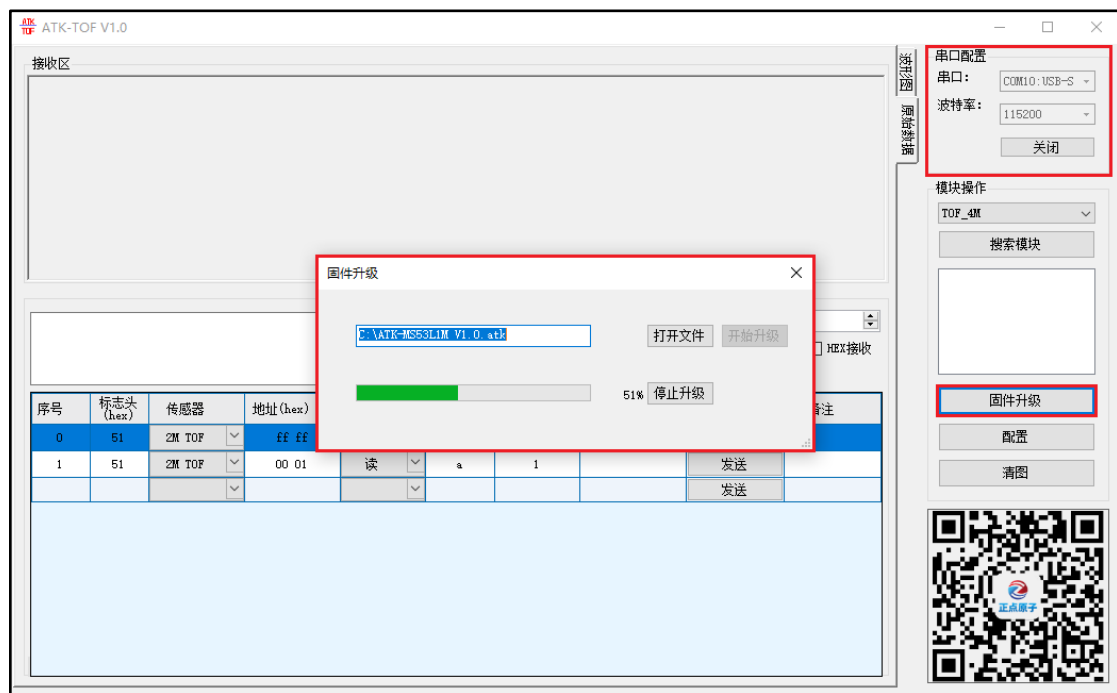 ATK
TOF
ATK-TOF V1.0
接收区
波形图
原始数据
串口配置
串口:
COM10:USB-S
波特率:
115200
关闭
模块操作
TOF_4M
搜索模块
固件升级
C:\ATK-MS53L1M V1.0.atk
打开文件
开始升级
51%
停止升级
HEX接收
固件升级
配置
清图
序号
标志头
(hex)
传感器
地址(hex)
0
51
2M TOF
ff ff
1
51
2M TOF
00 01
读
a
1
发送
发送
正点原子